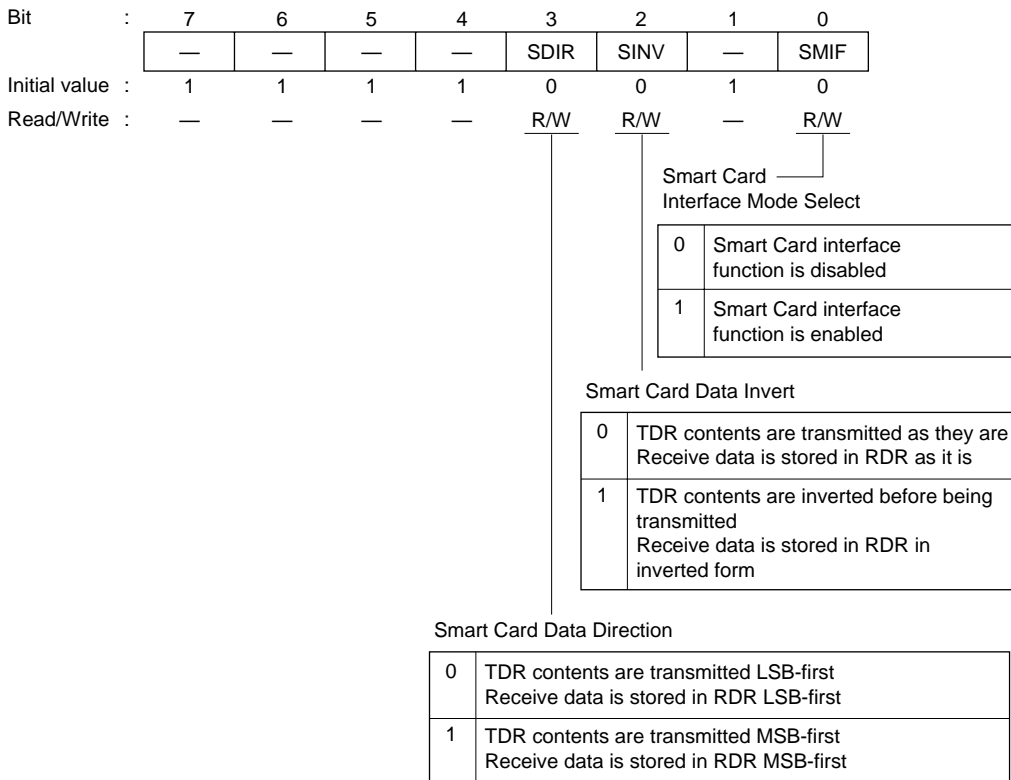 Bit : 7 6 5 4 3 2 1 0
— — — — SDIR SINV — SMIF
Initial value : 1 1 1 1 0 0 1 0
Read/Write : — — — — R/W R/W — R/W
Smart Card
Interface Mode Select
0 Smart Card interface
function is disabled
1 Smart Card interface
function is enabled
Smart Card Data Invert
0 TDR contents are transmitted as they are
Receive data is stored in RDR as it is
1 TDR contents are inverted before being
transmitted
Receive data is stored in RDR in
inverted form
Smart Card Data Direction
0 TDR contents are transmitted LSB-first
Receive data is stored in RDR LSB-first
1 TDR contents are transmitted MSB-first
Receive data is stored in RDR MSB-first